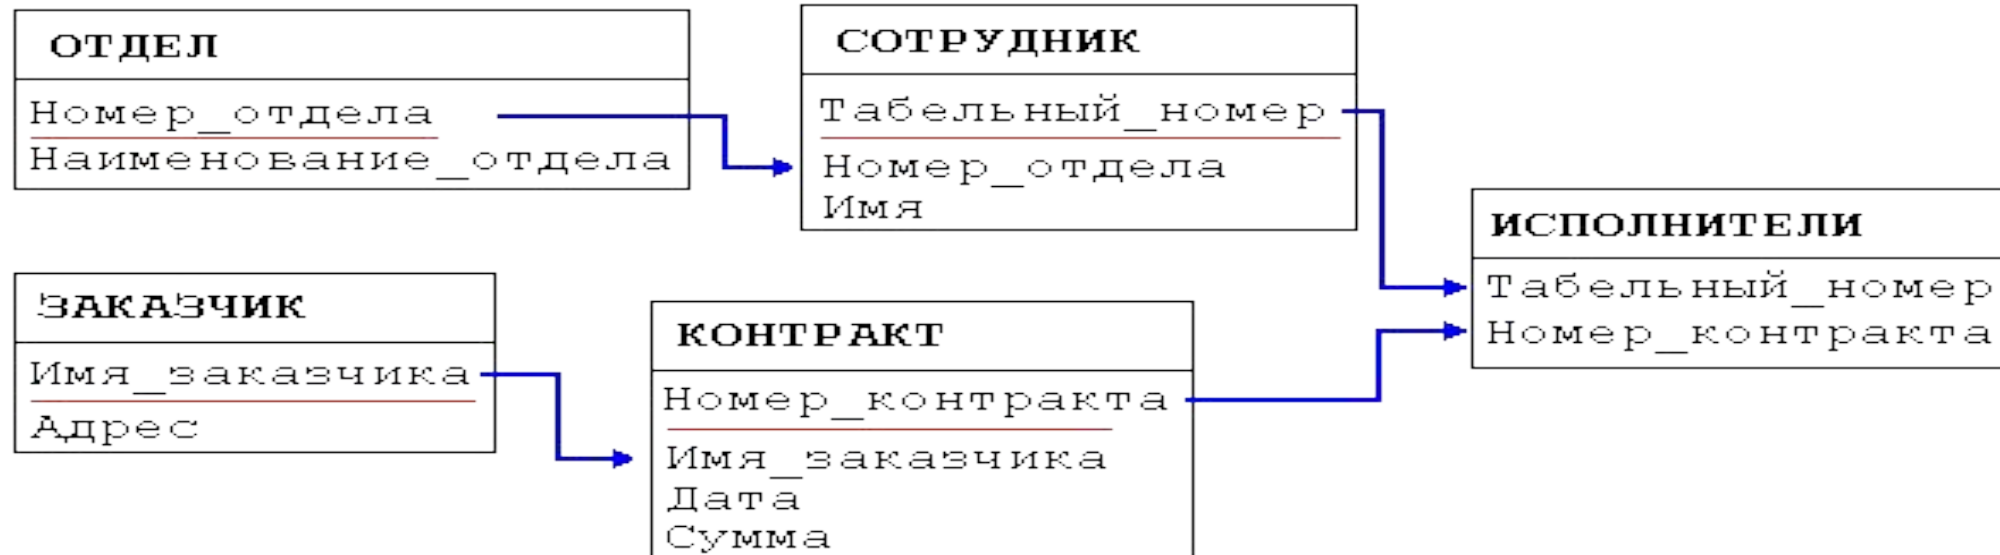 ОТДЕЛ
Номер_отдела
Наименование_отдела
СОТРУДНИК
Табельный_номер
Номер_отдела
Имя
ИСПОЛНИТЕЛИ
Табельный_номер
Номер_контракта
ЗАКАЗЧИК
Имя_заказчика
Адрес
КОНТРАКТ
Номер_контракта
Имя_заказчика
Дата
Сумма